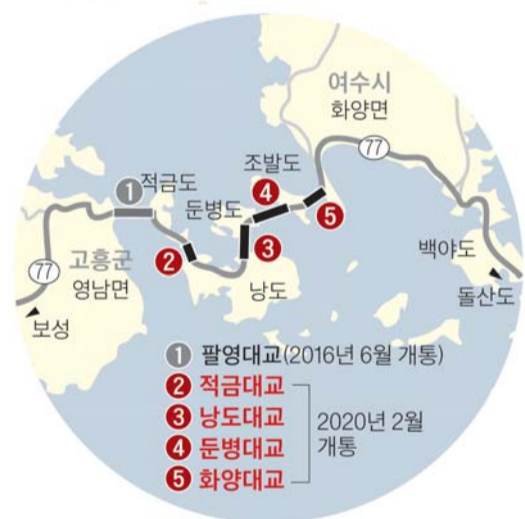 여수시
화양면
77
조발도
적금도
1
4
둔병도
5
2
3
백야도
고흥군
영남면
77
낭도
돌산도
보성
1 팔영대교(2016년 6월 개통)
2 적금대교
3 낭도대교
4 둔병대교
5 화양대교
2020년 2월
개통